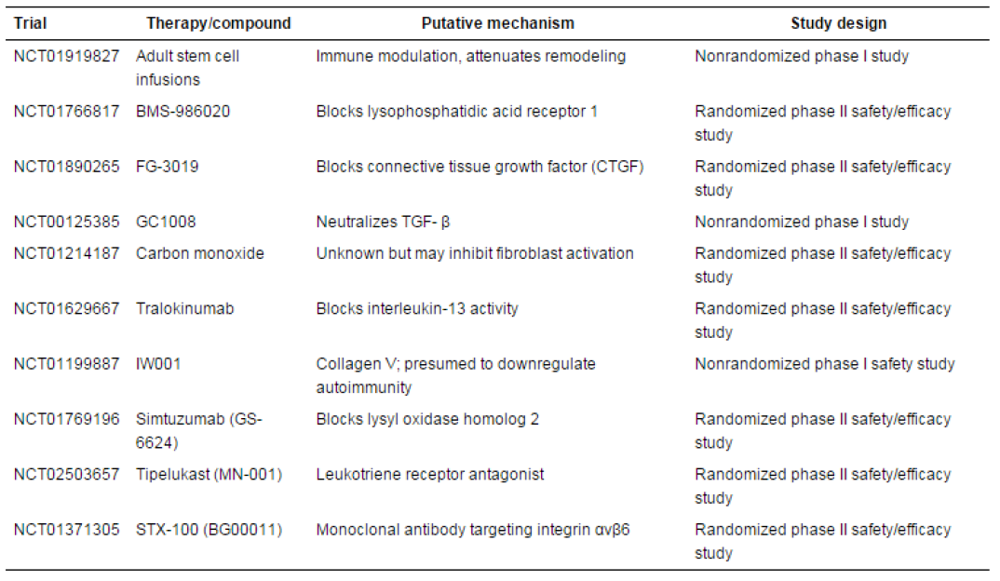 Trial Therapy/compound Putative mechanism Study design
NCT01919827 Adult stem cell Immune modulation, attenuates remodeling Nonrandomized phase I study
infusions
NCT01766817 BMS-986020 Blocks lysophosphatidic acid receptor 1 Randomized phase II safety/efficacy
study
NCT01890265 FG-3019 Blocks connective tissue growth factor (CTGF) Randomized phase II safety/efficacy
study
NCT00125385 GC1008 Neutralizes TGF- β Nonrandomized phase I study
NCT01214187 Carbon monoxide Unknown but may inhibit fibroblast activation Randomized phase II safety/efficacy
study
NCT01629667 Tralokinumab Blocks interleukin-13 activity Randomized phase II safety/efficacy
study
NCT01199887 IW001 Collagen V; presumed to downregulate Nonrandomized phase I safety study
autoimmunity
NCT01769196 Simtuzumab (GS- Blocks lysyl oxidase homolog 2 Randomized phase II safety/efficacy
6624) study
NCT02503657 Tipelukast (MN-001) Leukotriene receptor antagonist Randomized phase II safety/efficacy
study
NCT01371305 STX-100 (BG00011) Monoclonal antibody targeting integrin αvβ6 Randomized phase II safety/efficacy
study